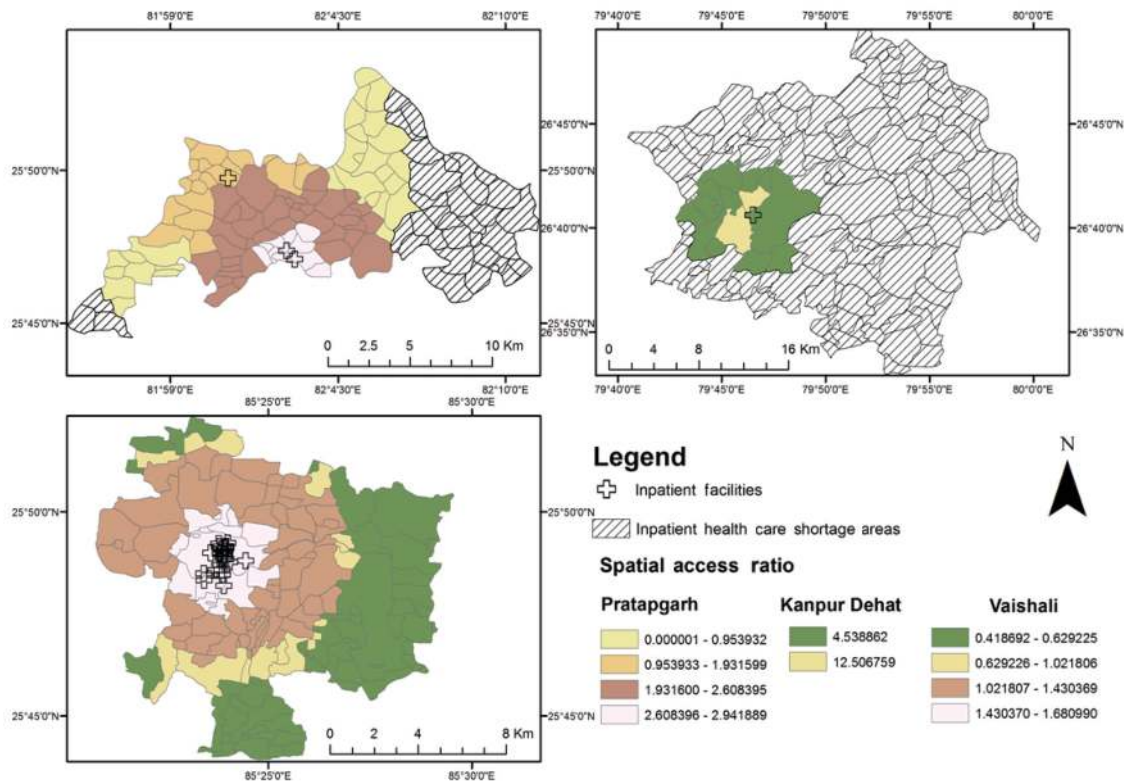 81°59'0"E 82°4'30"E 82°10'0"E
25°50'0"N
25°45'0"N
0 2.5 5 10 Km
81°59'0"E 82°4'30"E 82°10'0"E
79°40'0"E 79°45'0"E 79°50'0"E 79°55'0"E 80°0'0"E
26°45'0"N 26°45'0"N
25°50'0"N
26°40'0"N 26°40'0"N
25°45'0"N
26°35'0"N 26°35'0"N
0 4 8 16 Km
79°40'0"E 79°45'0"E 79°50'0"E 79°55'0"E 80°0'0"E
85°25'0"E 85°30'0"E
25°50'0"N 25°50'0"N
25°45'0"N 25°45'0"N
0 2 4 8 Km
85°25'0"E 85°30'0"E
Legend
Inpatient facilities
Inpatient health care shortage areas
N
Spatial access ratio
Pratapgarh
0.000001 - 0.953932
0.953933 - 1.931599
1.931600 - 2.608395
2.608396 - 2.941889
Kanpur Dehat
4.538862
12.506759
Vaishali
0.418692 - 0.629225
0.629226 - 1.021806
1.021807 - 1.430369
1.430370 - 1.680990